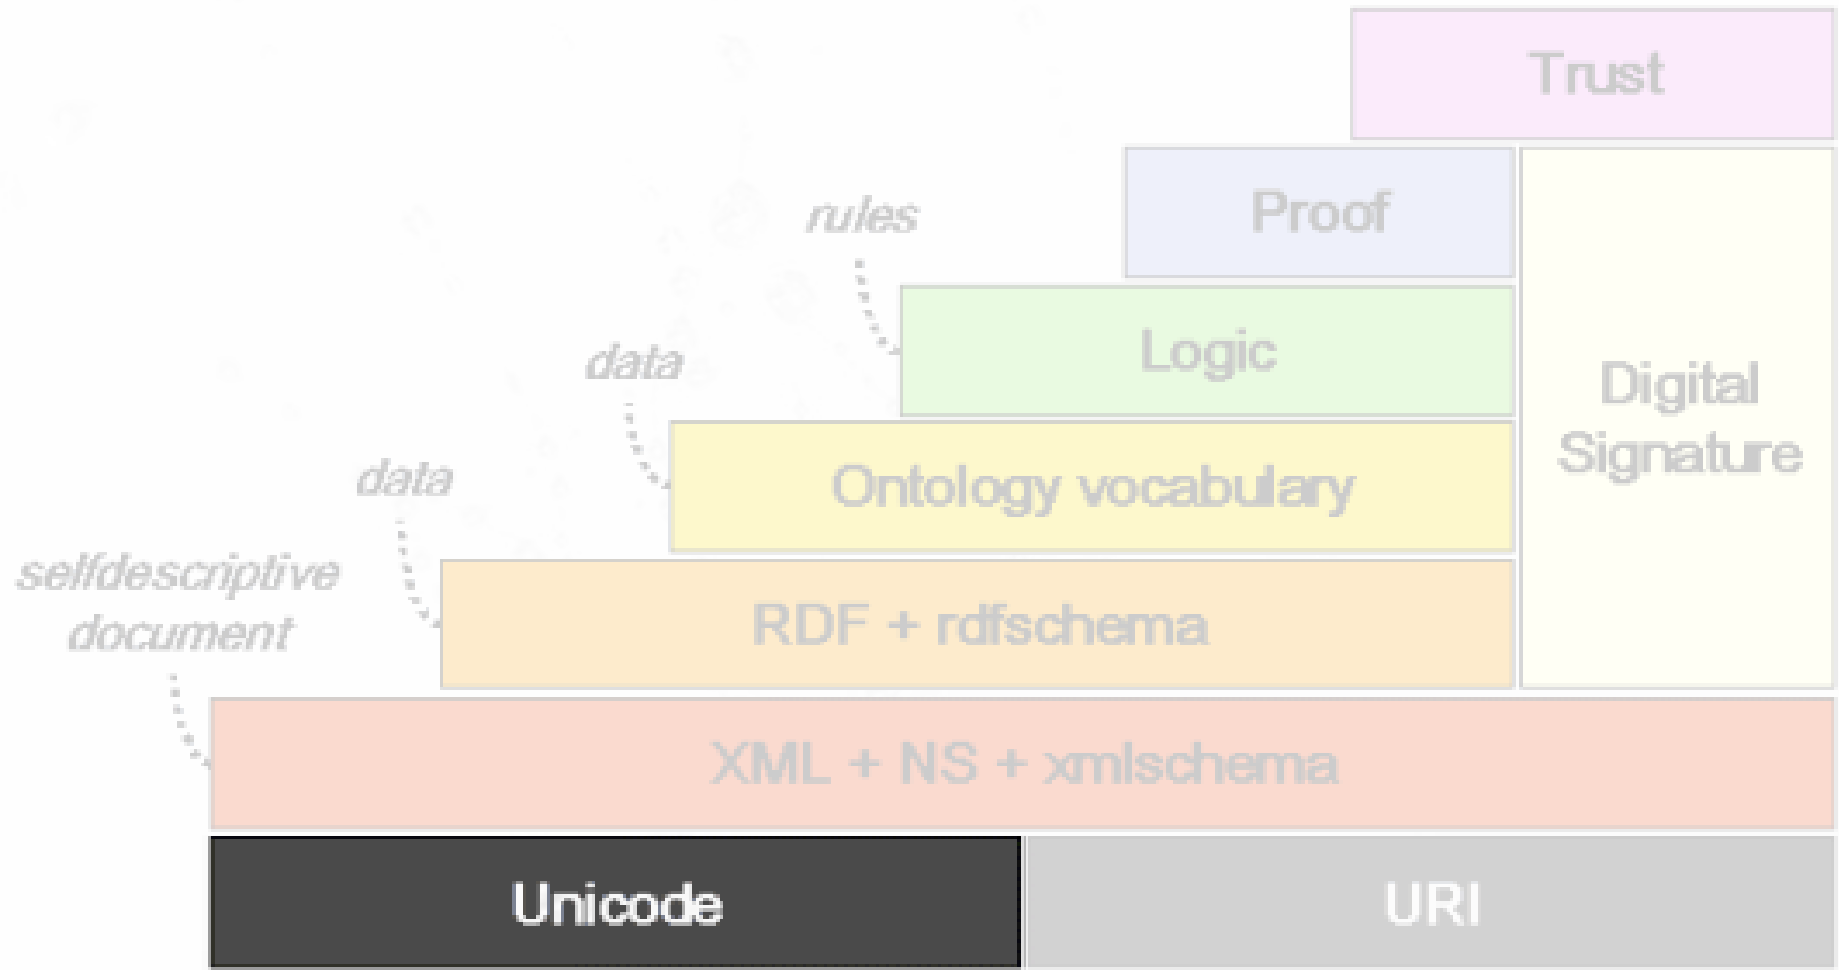 Trust
Proof
rules
Logic
data
Digital
Signature
Ontology vocabulary
data
selfdescriptive
document
RDF + rdfschema
XML + NS + xmlschema
Unicode
URI